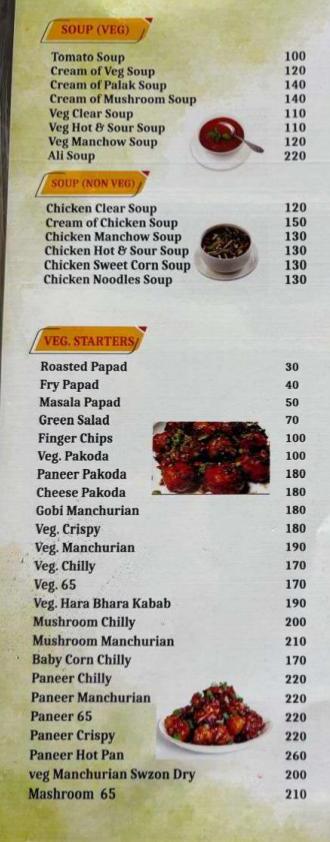 SOUP (VEG)
Tomato Soup 100
Cream of Veg Soup 120
Cream of Palak Soup 140
Cream of Mushroom Soup 140
Veg Clear Soup 110
Veg Hot & Sour Soup 110
Veg Manchow Soup 120
Ali Soup 220
SOUP (NON VEG)
Chicken Clear Soup 120
Cream of Chicken Soup 150
Chicken Manchow Soup 130
Chicken Hot & Sour Soup 130
Chicken Sweet Corn Soup 130
Chicken Noodles Soup 130
VEG. STARTERS
Roasted Papad 30
Fry Papad 40
Masala Papad 50
Green Salad 70
Finger Chips 100
Veg. Pakoda 100
Paneer Pakoda 180
Cheese Pakoda 180
Gobi Manchurian 180
Veg. Crispy 180
Veg. Manchurian 190
Veg. Chilly 170
Veg. 65 170
Veg. Hara Bhara Kabab 190
Mushroom Chilly 200
Mushroom Manchurian 210
Baby Corn Chilly 170
Paneer Chilly 220
Paneer Manchurian 220
Paneer 65 220
Paneer Crispy 220
Paneer Hot Pan 260
veg Manchurian Swzon Dry 200
Mashroom 65 210